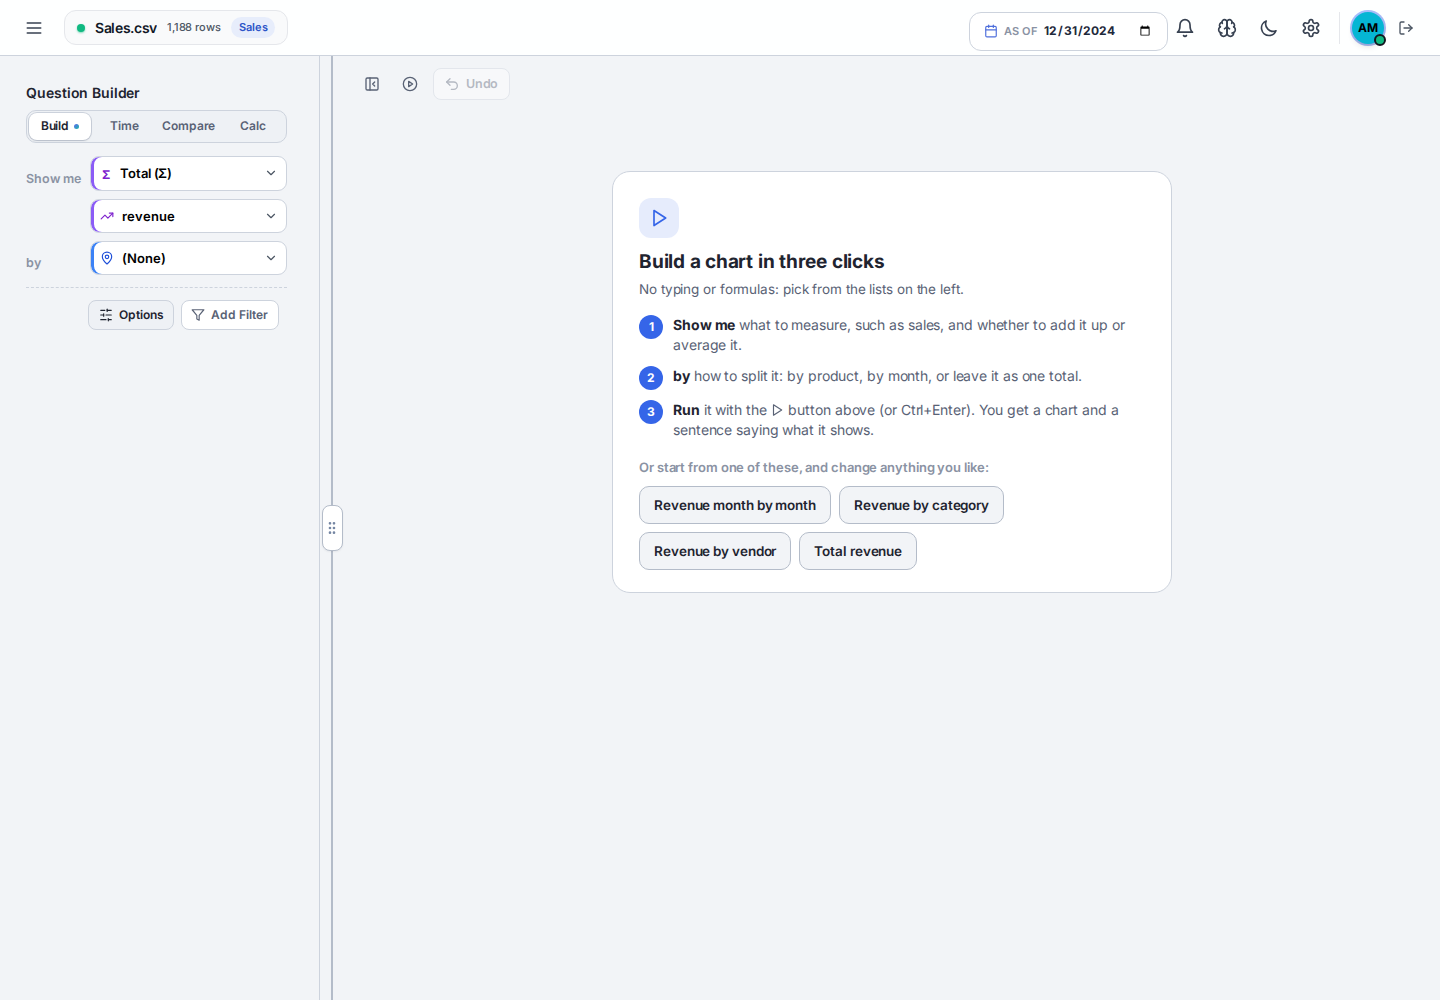 Sales.csv 1,188 rows Sales
AS OF 12/31/2024
AM
Question Builder
Undo
Build Time Compare Calc
Show me Σ Total (Σ)
revenue
by (None)
Options Add Filter
Build a chart in three clicks
No typing or formulas: pick from the lists on the left.
1 Show me what to measure, such as sales, and whether to add it up or
average it.
2 by how to split it: by product, by month, or leave it as one total.
3 Run it with the button above (or Ctrl+Enter). You get a chart and a
sentence saying what it shows.
Or start from one of these, and change anything you like:
Revenue month by month Revenue by category
Revenue by vendor Total revenue